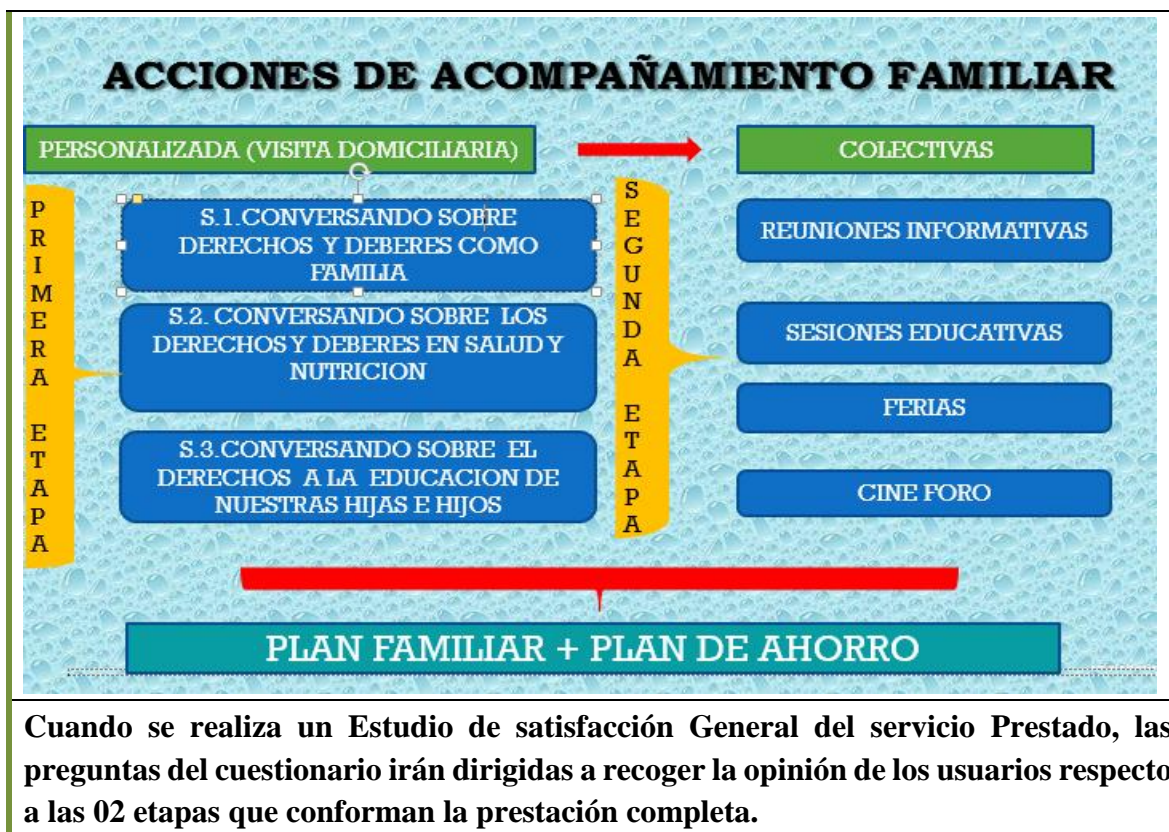 ACCIONES DE ACOMPAÑAMIENTO FAMILIAR
PERSONALIZADA (VISITA DOMICILIARIA)
PRIMERA ETAPA
S.1.CONVERSANDO SOBRE
DERECHOS Y DEBERES COMO
FAMILIA
S.2. CONVERSANDO SOBRE LOS
DERECHOS Y DEBERES EN SALUD Y
NUTRICION
S.3.CONVERSANDO SOBRE EL
DERECHOS A LA EDUCACION DE
NUESTRAS HIJAS E HIJOS
COLECTIVAS
SEGUNDA ETAPA
REUNIONES INFORMATIVAS
SESIONES EDUCATIVAS
FERIAS
CINE FORO
PLAN FAMILIAR + PLAN DE AHORRO
Cuando se realiza un Estudio de satisfacción General del servicio Prestado, las
preguntas del cuestionario irán dirigidas a recoger la opinión de los usuarios respecto
a las 02 etapas que conforman la prestación completa.